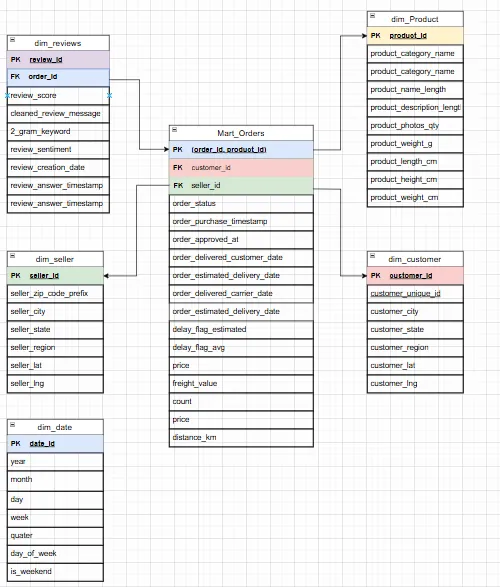 dim_reviews
PK review_id
FK order_id
review_score
cleaned_review_message
2_gram_keyword
review_sentiment
review_creation_date
review_answer_timestamp
review_answer_timestamp
dim_seller
PK seller_id
seller_zip_code_prefix
seller_city
seller_state
seller_region
seller_lat
seller_lng
dim_date
PK date_id
year
month
day
week
quater
day_of_week
is_weekend
Mart_Orders
PK (order_id, product_id)
FK customer_id
FK seller_id
order_status
order_purchase_timestamp
order_approved_at
order_delivered_customer_date
order_estimated_delivery_date
order_delivered_carrier_date
order_estimated_delivery_date
delay_flag_estimated
delay_flag_avg
price
freight_value
count
price
distance_km
dim_Product
PK product_id
product_category_name
product_category_name
product_name_length
product_description_lengtl
product_photos_qty
product_weight_g
product_length_cm
product_height_cm
product_weight_cm
dim_customer
PK customer_id
customer_unique_id
customer_city
customer_state
customer_region
customer_lat
customer_lng